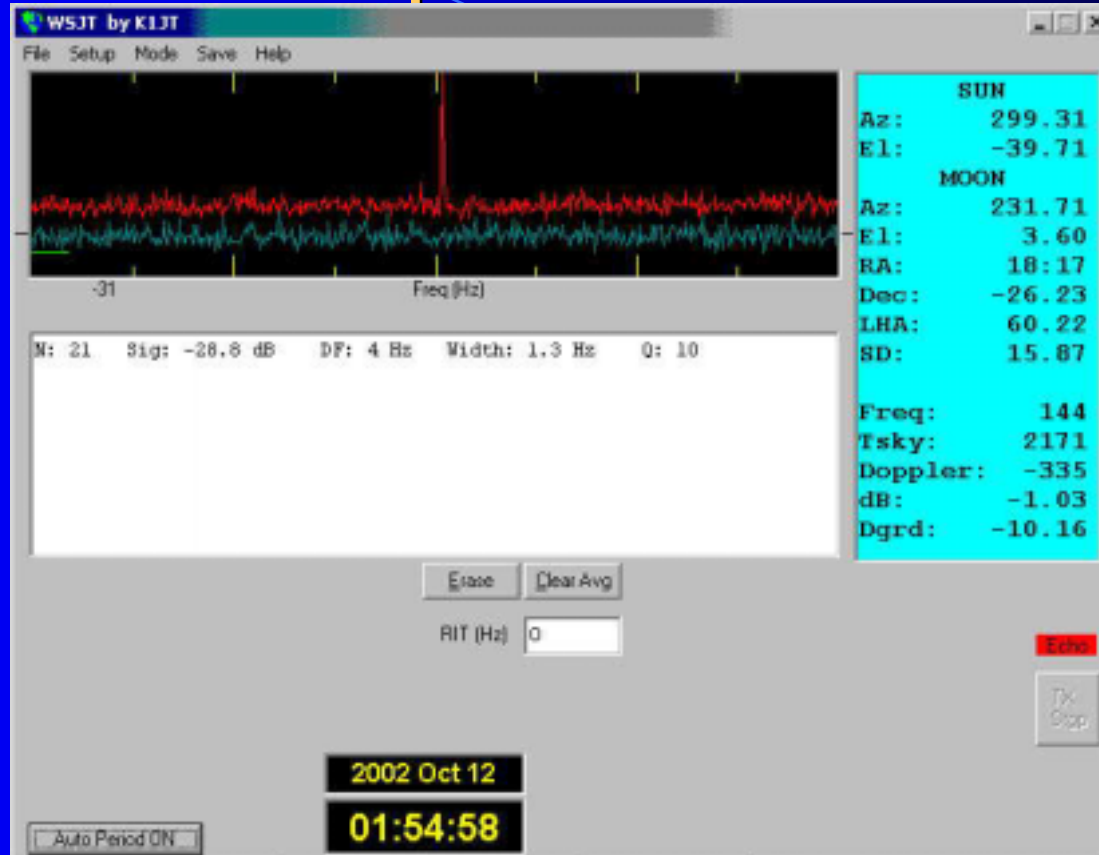 WSJT by K1JT
File Setup Mode Save Help
-31 Freq (Hz)
N: 21 Sig: -28.8 dB DF: 4 Hz Width: 1.3 Hz Q: 10
SUN
Az: 299.31
El: -39.71
MOON
Az: 231.71
El: 3.60
RA: 18:17
Dec: -26.23
LHA: 60.22
SD: 15.87
Freq: 144
Tsky: 2171
Doppler: -335
dB: -1.03
Dgrd: -10.16
Erase Clear Avg
RIT (Hz) 0
Echo
Tx Stop
2002 Oct 12
01:54:58
Auto Period ON